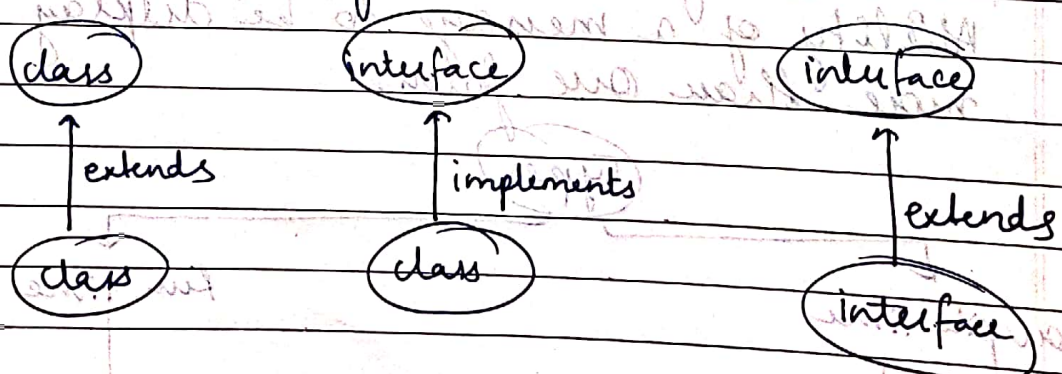 class interface interface
extends implements extends
class class interface